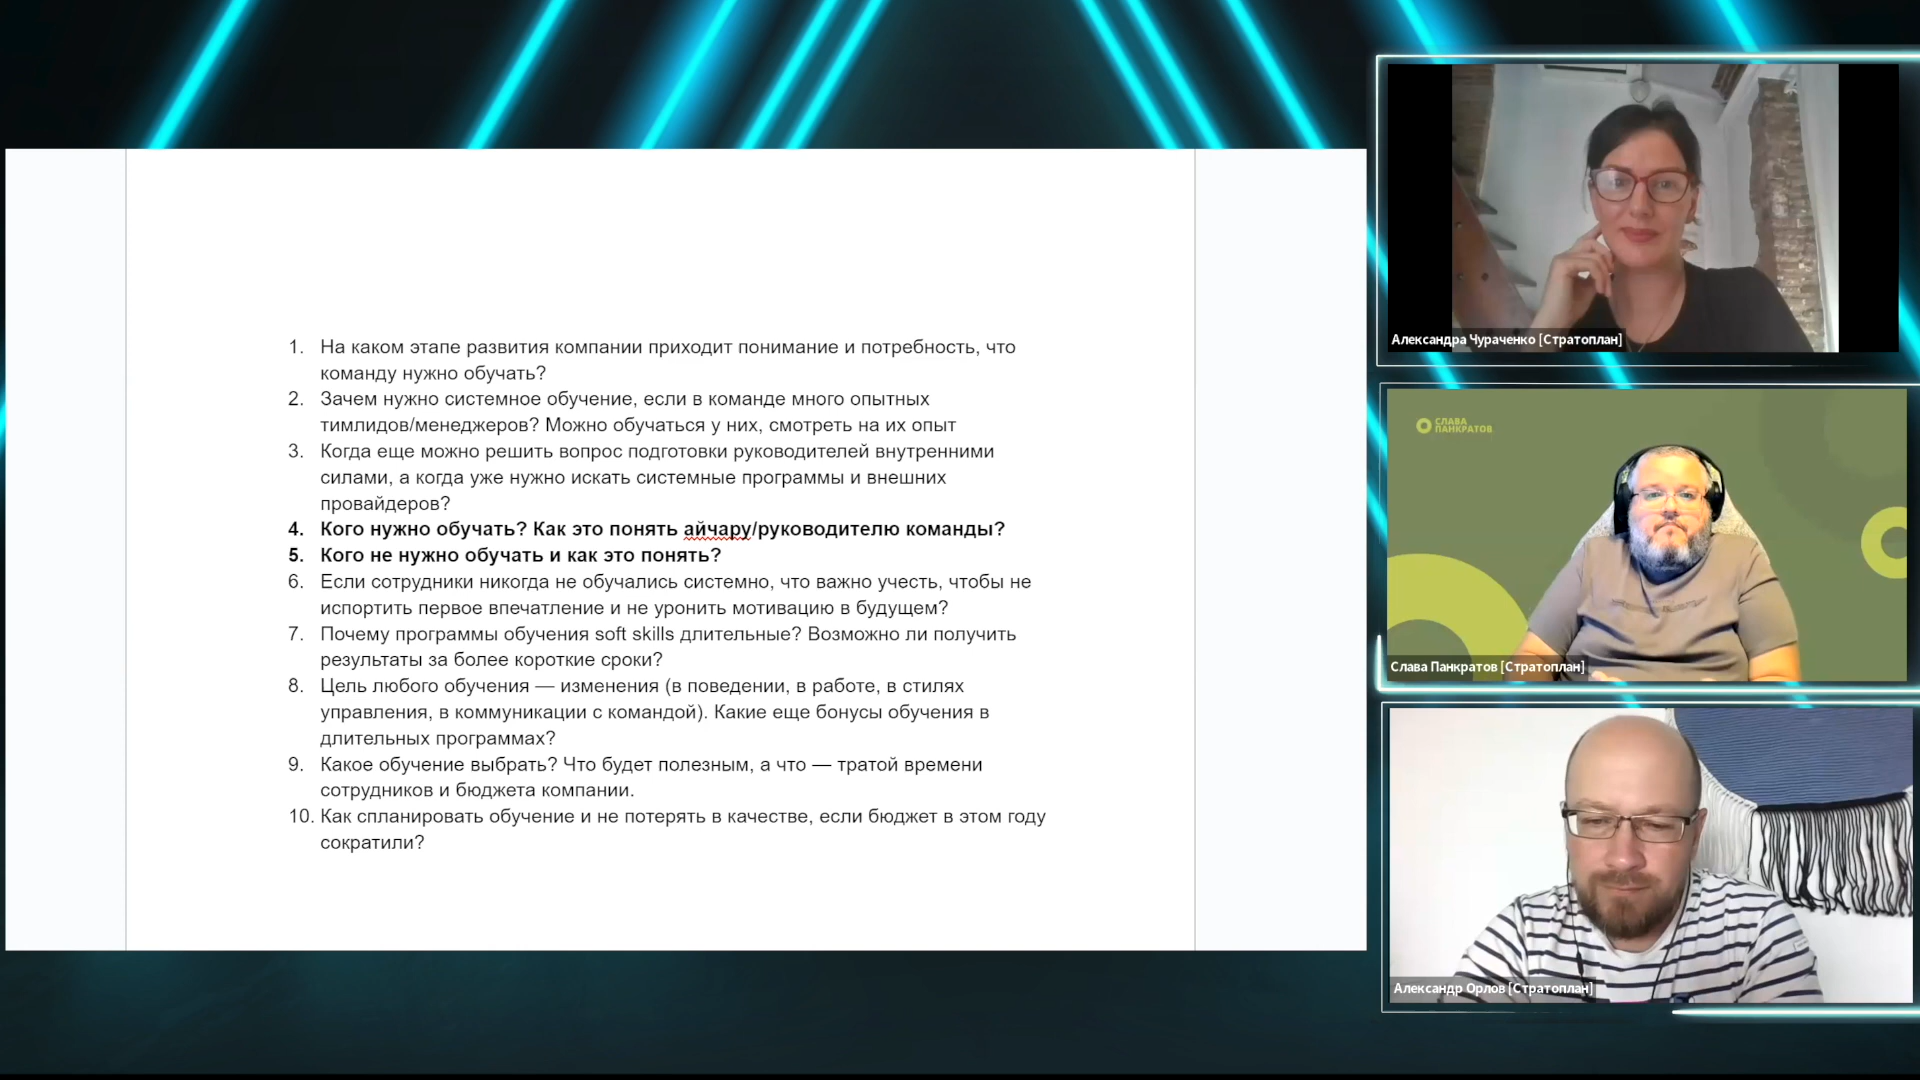 1. На каком этапе развития компании приходит понимание и потребность, что
команду нужно обучать?
2. Зачем нужно системное обучение, если в команде много опытных
тимлидов/менеджеров? Можно обучаться у них, смотреть на их опыт
3. Когда еще можно решить вопрос подготовки руководителей внутренними
силами, а когда уже нужно искать системные программы и внешних
провайдеров?
4. Кого нужно обучать? Как это понять айчару/руководителю команды?
5. Кого не нужно обучать и как это понять?
6. Если сотрудники никогда не обучались системно, что важно учесть, чтобы не
испортить первое впечатление и не уронить мотивацию в будущем?
7. Почему программы обучения soft skills длительные? Возможно ли получить
результаты за более короткие сроки?
8. Цель любого обучения — изменения (в поведении, в работе, в стилях
управления, в коммуникации с командой). Какие еще бонусы обучения в
длительных программах?
9. Какое обучение выбрать? Что будет полезным, а что — тратой времени
сотрудников и бюджета компании.
10. Как спланировать обучение и не потерять в качестве, если бюджет в этом году
сократили?
Александра Чураченко [Стратоплан]
СЛАВА
ПАНКРАТОВ
Слава Панкратов [Стратоплан]
Александр Орлов [Стратоплан]